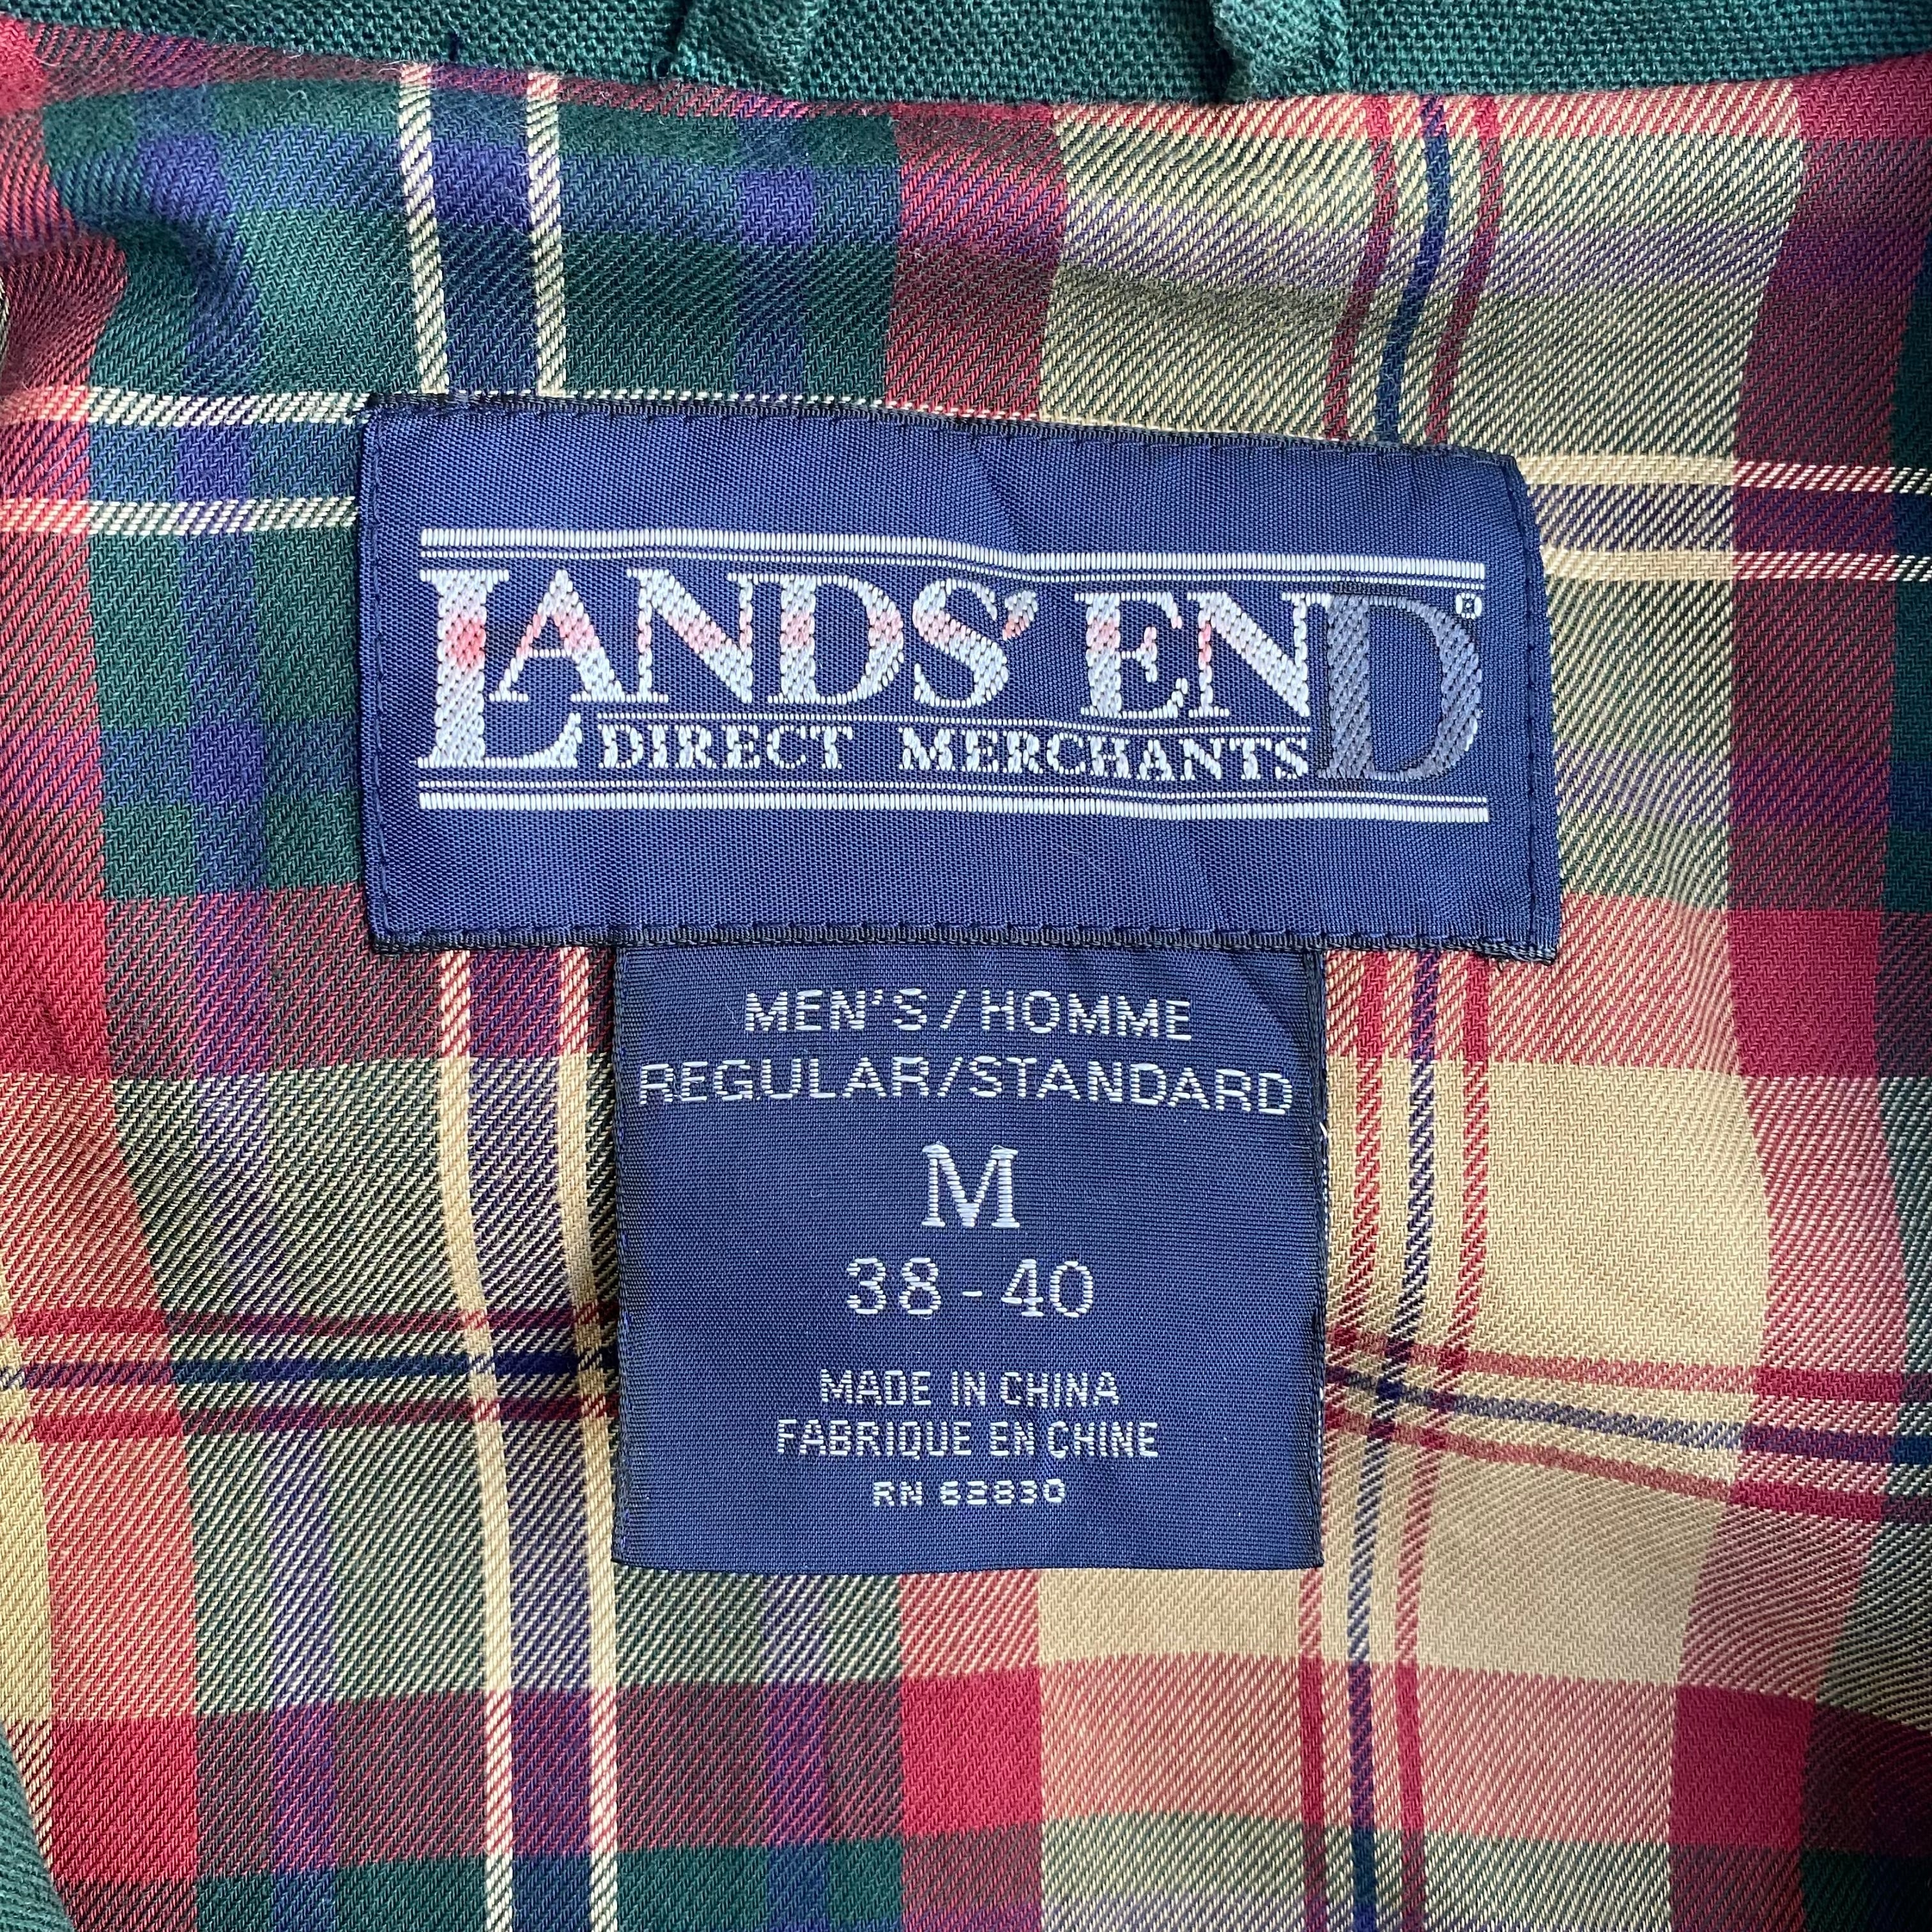 LANDS' END®
DIRECT MERCHANTS
MEN'S/HOMME
REGULAR/STANDARD
M
38-40
MADE IN CHINA
FABRIQUE EN CHINE
RN 62830